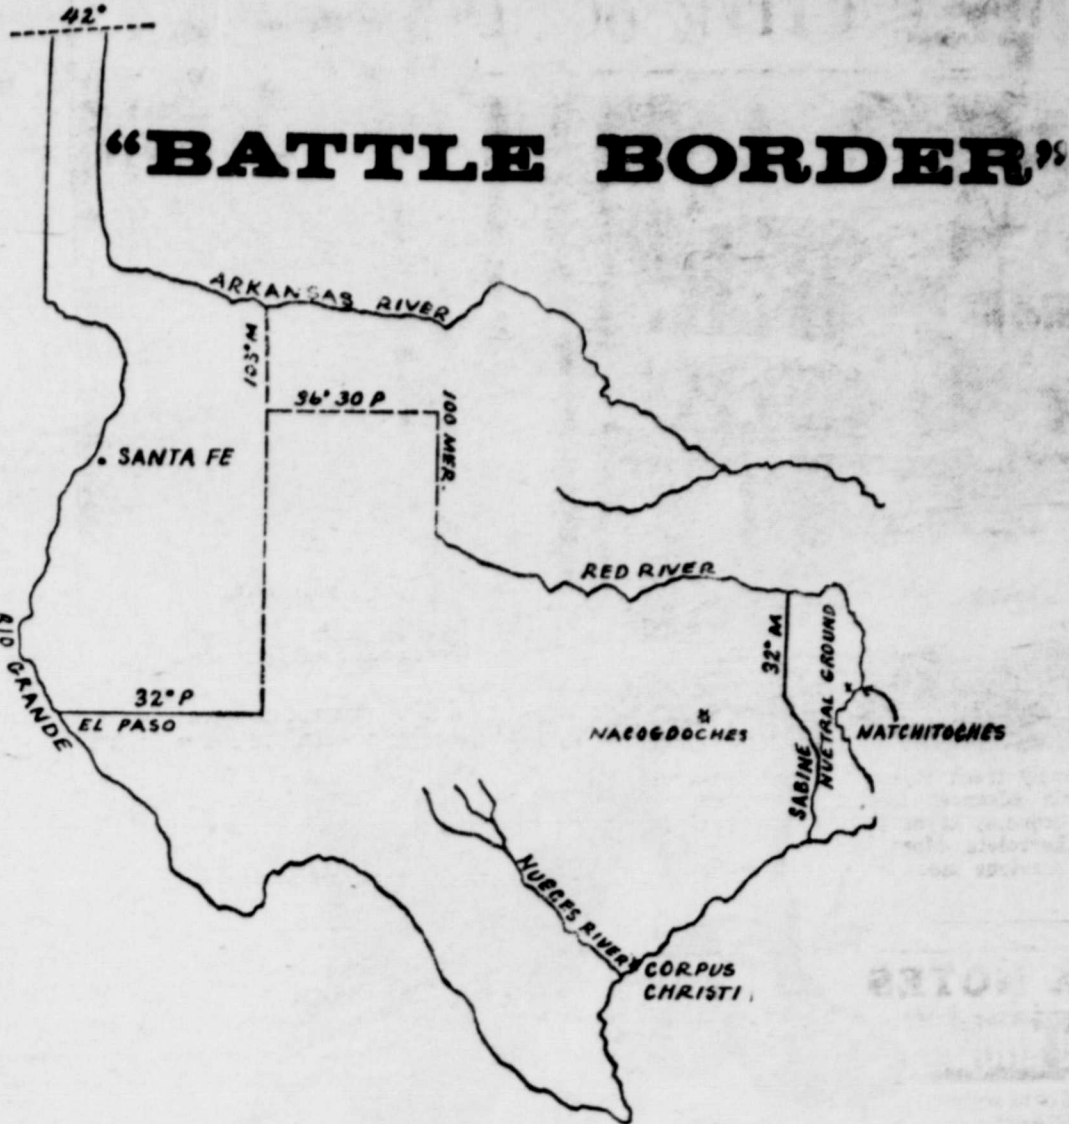 42°
“BATTLE BORDER”
ARKANSAS RIVER
103° M
36° 30 P
100 MER.
SANTA FE
RED RIVER
RIO GRANDE
32° M
NUETRAL GROUND
32° P
EL PASO
NACOGDOCHES
NATCHITOCHES
SABINE
NUECES RIVER
CORPUS
CHRISTI
NOTES